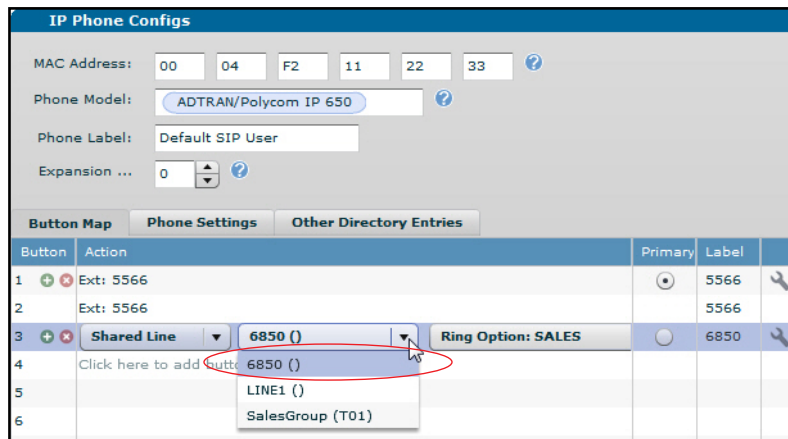 IP Phone Configs
MAC Address: 00 04 F2 11 22 33 ?
Phone Model: ADTRAN/Polycom IP 650 ?
Phone Label: Default SIP User
Expansion ... 0 ?
Button Map Phone Settings Other Directory Entries
Button Action Primary Label
1 Ext: 5566 5566
2 Ext: 5566 5566
3 Shared Line 6850 () Ring Option: SALES 6850
4 Click here to add butto 6850 ()
5 LINE1 ()
SalesGroup (T01)
6